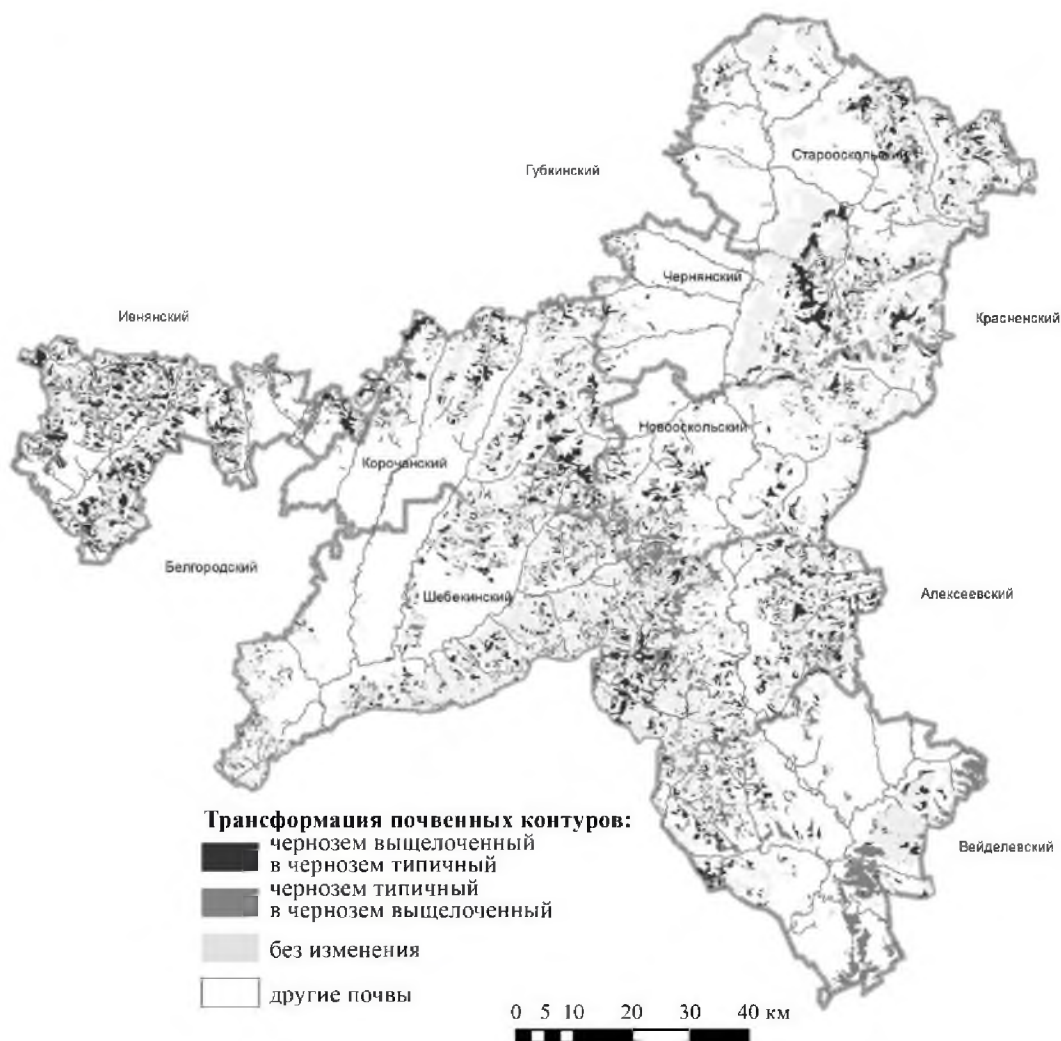 Старооскольский
Губкинский
Чернянский
Ивнянский
Красненский
Новооскольский
Корочанский
Белгородский
Шебекинский
Алексеевский
Трансформация почвенных контуров:
чернозем выщелоченный
в чернозем типичный
Вейделевский
чернозем типичный
в чернозем выщелоченный
без изменения
другие почвы
0 5 10 20 30 40 км